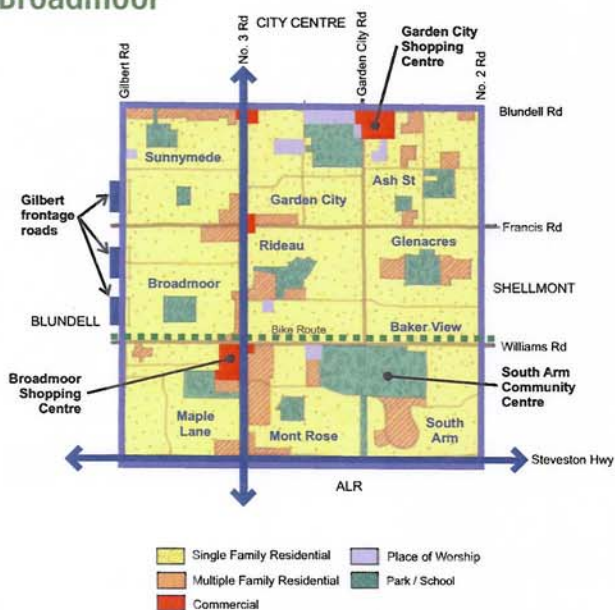 Broadmoor
CITY CENTRE
Gilbert Rd
No. 3 Rd
Garden City Rd
No. 2 Rd
Garden City
Shopping
Centre
Blundell Rd
Sunnymede
Ash St
Garden City
Gilbert
frontage
roads
Francis Rd
Rideau
Glenacres
Broadmoor
SHELLMONT
BLUNDELL
Bike Route
Baker View
Williams Rd
Broadmoor
Shopping
Centre
South Arm
Community
Centre
Maple
Lane
Mont Rose
South
Arm
Steveston Hwy
ALR
Single Family Residential
Place of Worship
Multiple Family Residential
Park / School
Commercial